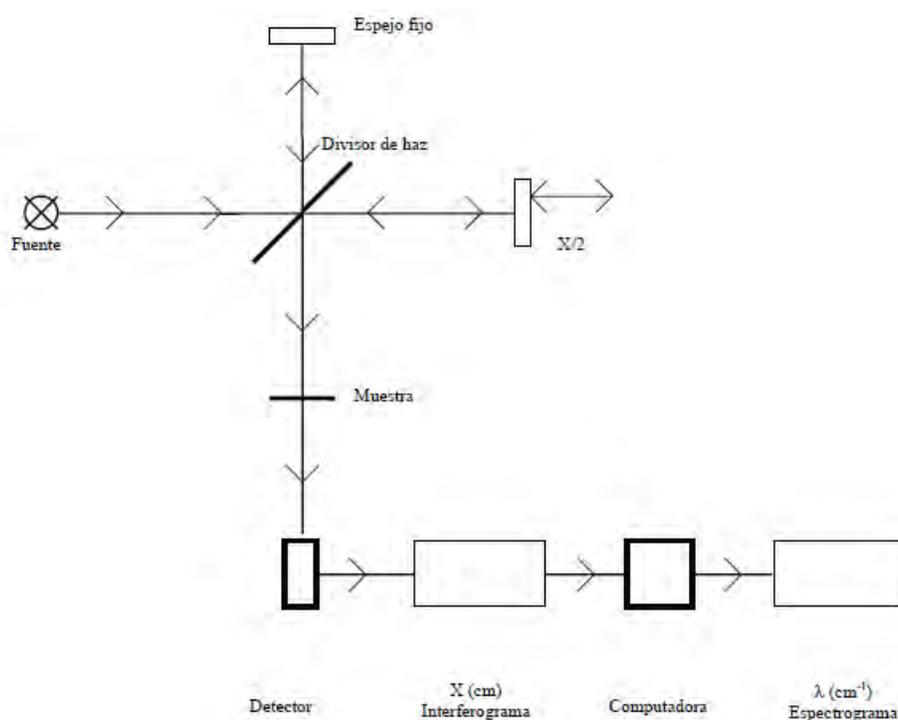 Espejo fijo
Divisor de haz
Fuente
X/2
Muestra
Detector
X (cm)
Interferograma
Computadora
λ (cm⁻¹)
Espectrograma